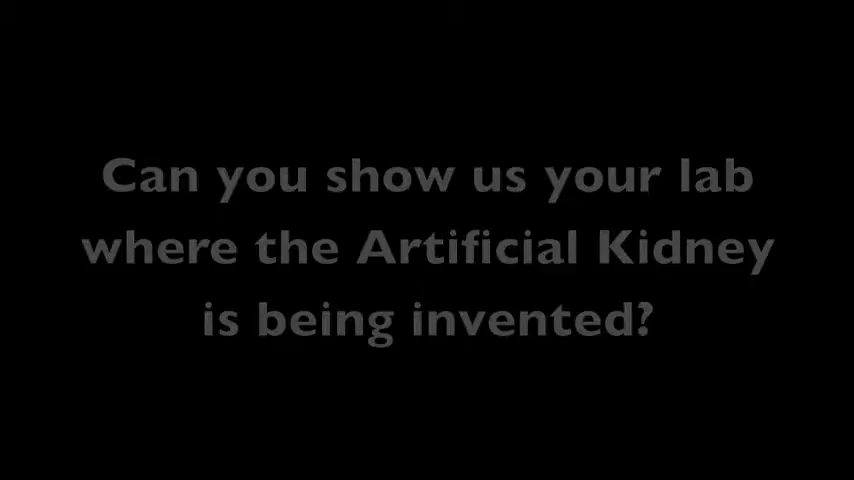 Can you show us your lab
where the Artificial Kidney
is being invented?